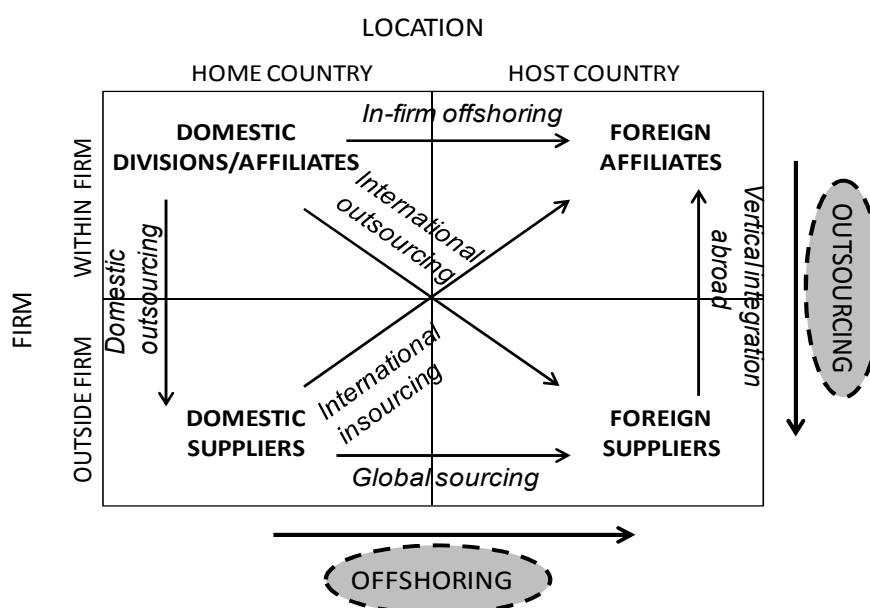 LOCATION
HOME COUNTRY
HOST COUNTRY
FIRM
WITHIN FIRM
OUTSIDE FIRM
DOMESTIC
DIVISIONS/AFFILIATES
In-firm offshoring
FOREIGN
AFFILIATES
International
outsourcing
Domestic
outsourcing
Vertical integration
abroad
OUTSOURCING
International
insourcing
DOMESTIC
SUPPLIERS
FOREIGN
SUPPLIERS
Global sourcing
OFFSHORING